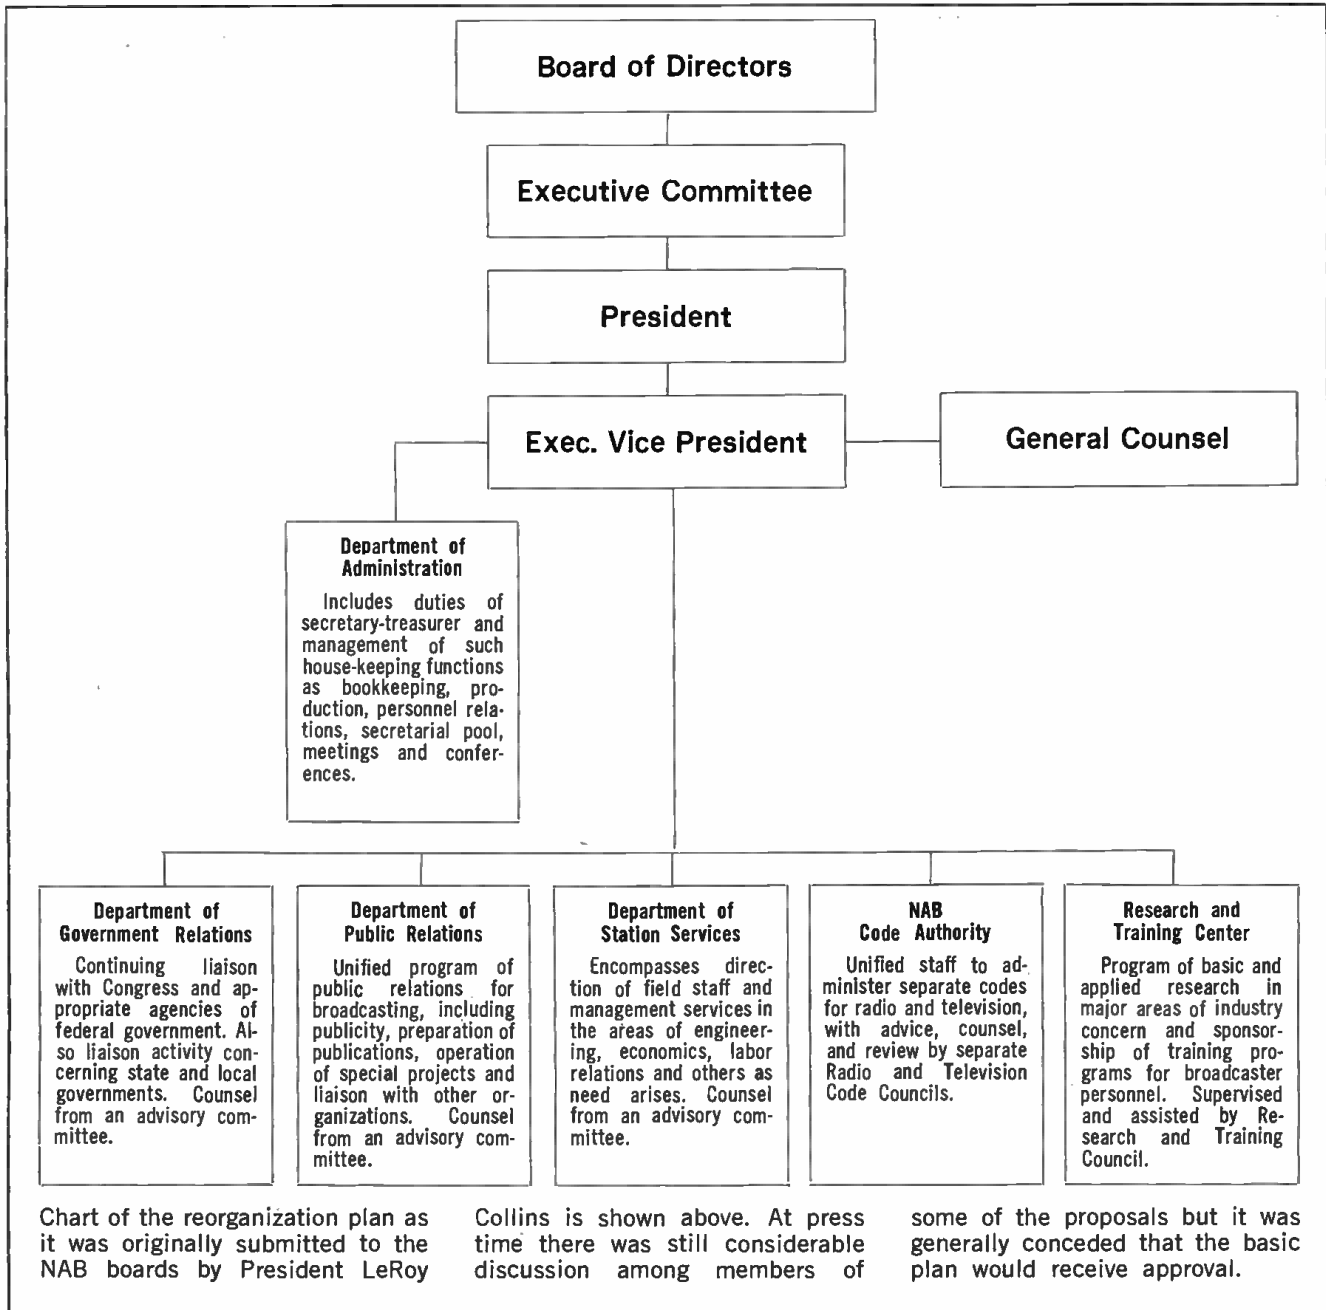 Board of Directors
Executive Committee
President
Exec. Vice President
General Counsel
Department of
Administration
Includes duties of
secretary-treasurer and
management of such
house-keeping functions
as bookkeeping, pro-
duction, personnel rela-
tions, secretarial pool,
meetings and confer-
ences.
Department of
Government Relations
Continuing liaison
with Congress and ap-
propriate agencies of
federal government. Al-
so liaison activity con-
cerning state and local
governments. Counsel
from an advisory com-
mittee.
Department of
Public Relations
Unified program of
public relations for
broadcasting, including
publicity, preparation of
publications, operation
of special projects and
liaison with other or-
ganizations. Counsel
from an advisory com-
mittee.
Department of
Station Services
Encompasses direc-
tion of field staff and
management services in
the areas of engineer-
ing, economics, labor
relations and others as
need arises. Counsel
from an advisory com-
mittee.
NAB
Code Authority
Unified staff to ad-
minister separate codes
for radio and television,
with advice, counsel,
and review by separate
Radio and Television
Code Councils.
Research and
Training Center
Program of basic and
applied research in
major areas of industry
concern and sponsor-
ship of training pro-
grams for broadcaster
personnel. Supervised
and assisted by Re-
search and Training
Council.
Chart of the reorganization plan as
it was originally submitted to the
NAB boards by President LeRoy
Collins is shown above. At press
time there was still considerable
discussion among members of
some of the proposals but it was
generally conceded that the basic
plan would receive approval.